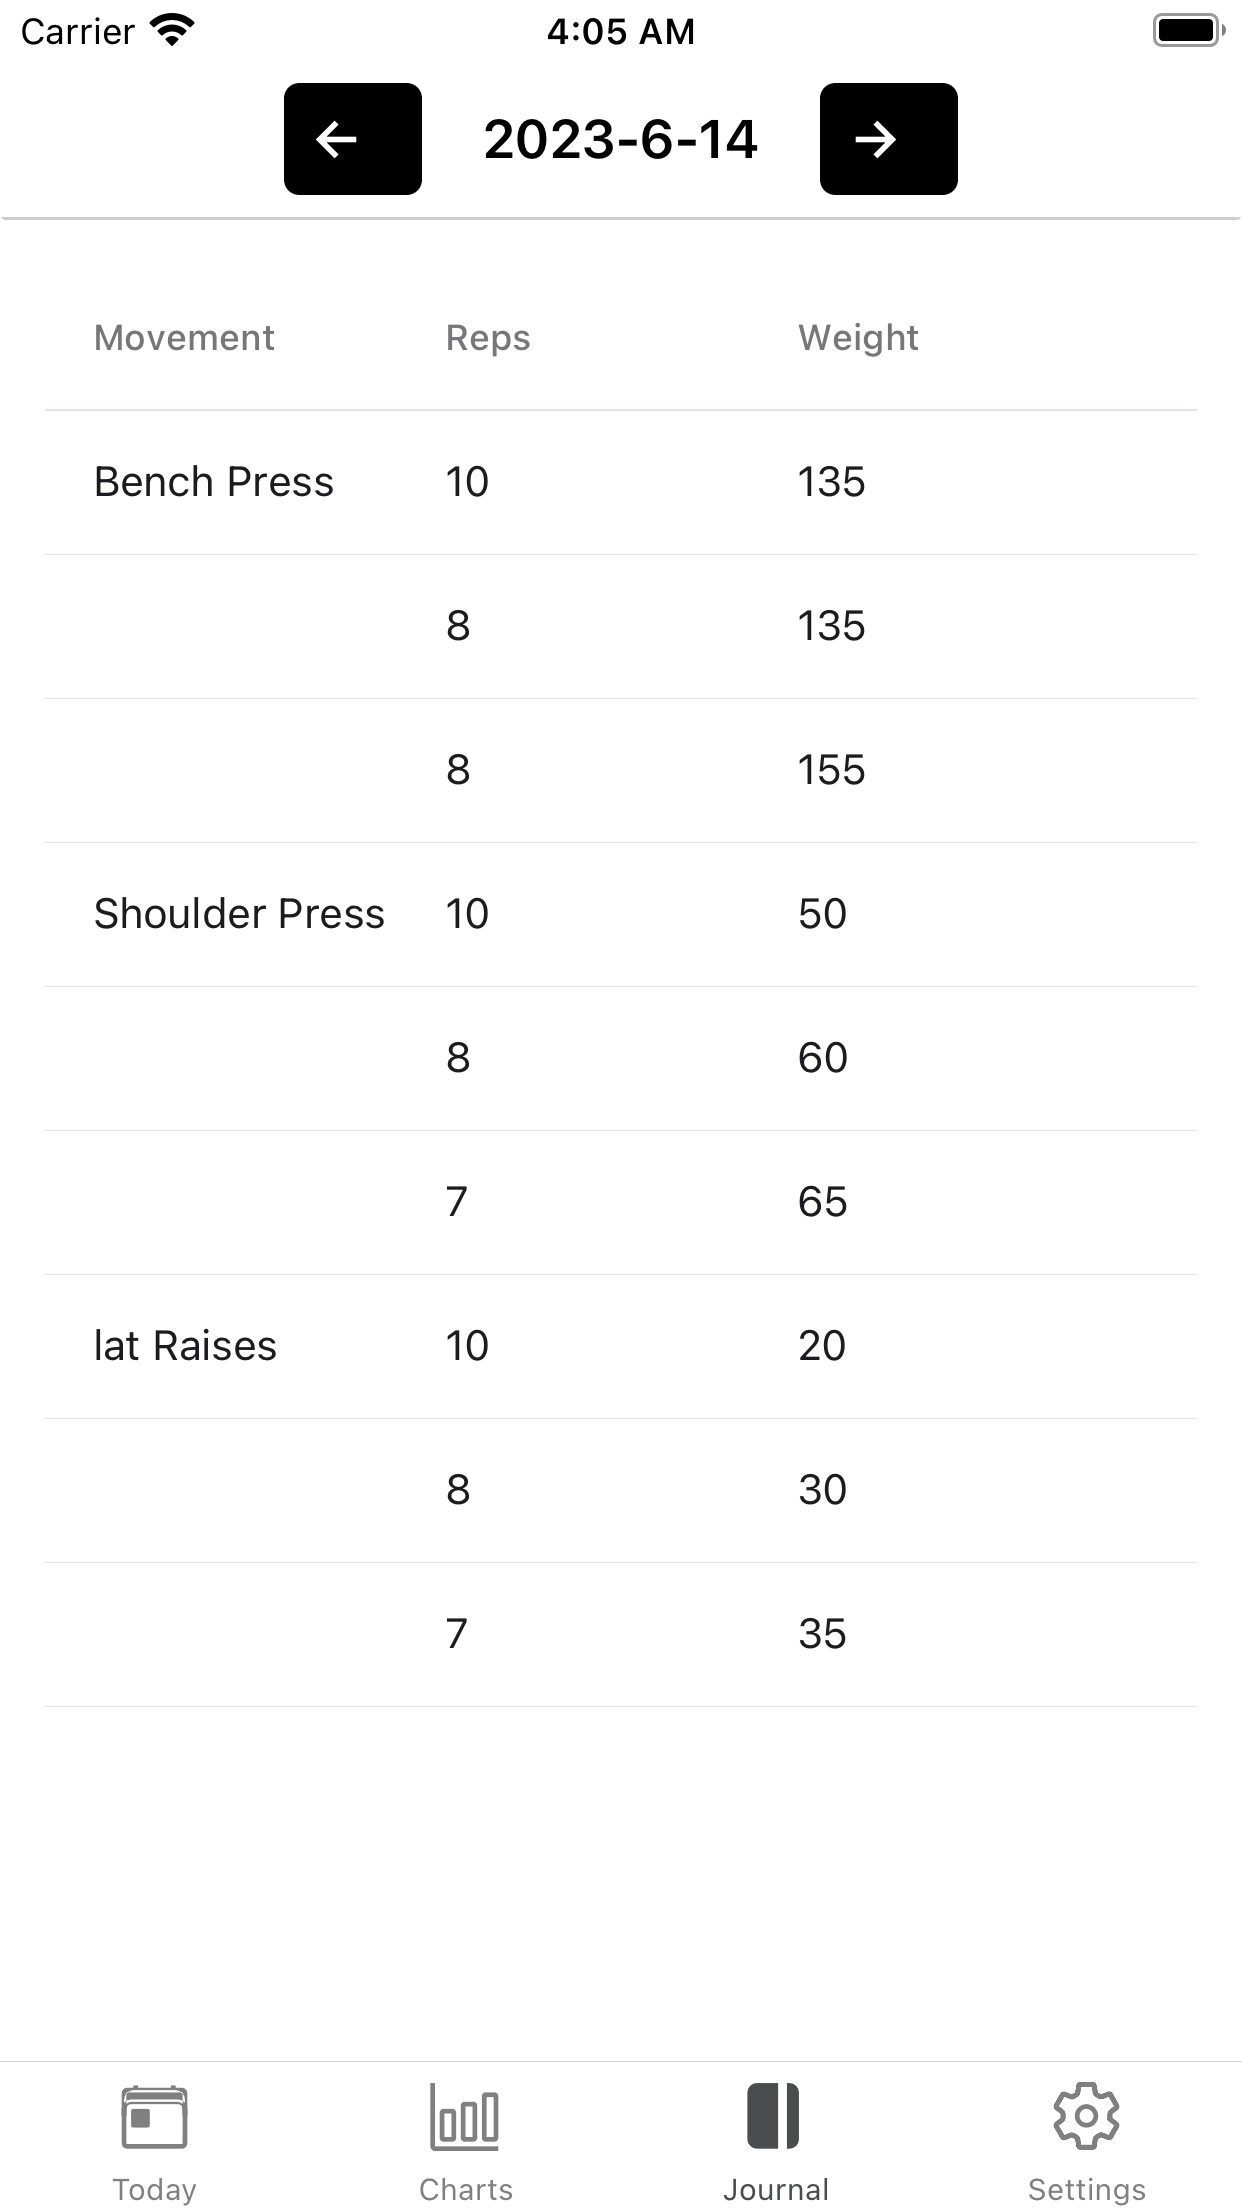 Carrier 4:05 AM
2023-6-14
Movement Reps Weight
Bench Press 10 135
8 135
8 155
Shoulder Press 10 50
8 60
7 65
lat Raises 10 20
8 30
7 35
Today Charts Journal Settings